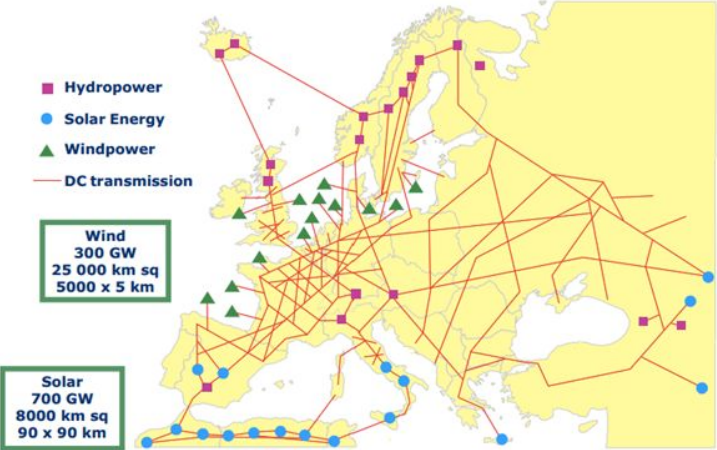 Hydropower
Solar Energy
Windpower
DC transmission
Wind
300 GW
25 000 km sq
5000 x 5 km
Solar
700 GW
8000 km sq
90 x 90 km